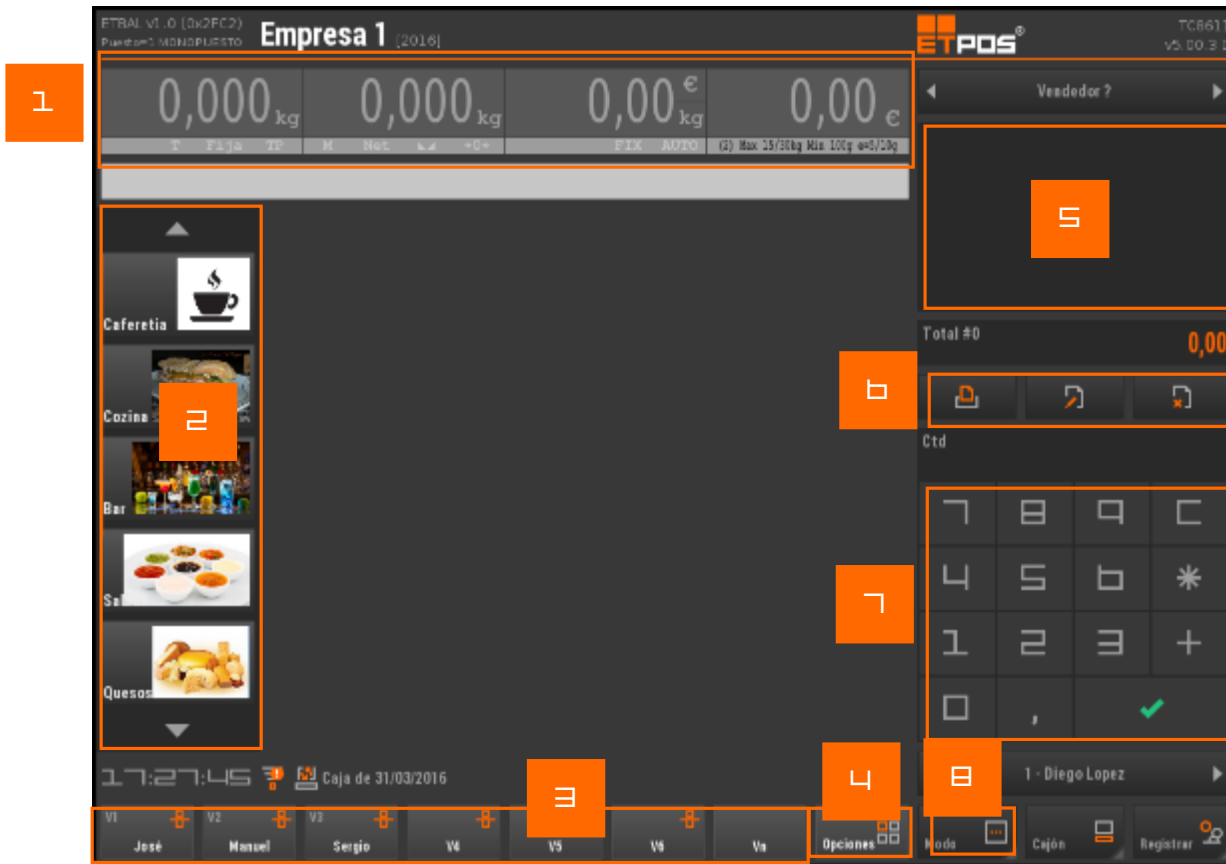 ETBAL v1.0 (0x2FC2)
Puesto=1 MONOPUESTO
Empresa 1 [2016]
ETPOS®
v5.00.3
1
0,000 kg
0,000 kg
0,00 € kg
0,00 €
T Fija TP
M Net →0←
FIX AUTO
(2) Max 15/30kg Min 100g e=5/10g
Vendedor ?
5
Caferetia
Cozina
2
Bar
Quesos
Total #0
0,00
6
Ctd
7 8 9 C
4 5 6 *
7
1 2 3 +
0 ,
17:27:45
Caja de 31/03/2016
3
4
8
1 - Diego Lopez
V1 José
V2 Manuel
V3 Sergio
V4
V5
V6
Vn
Opciones
Modo
Cajón
Registrar